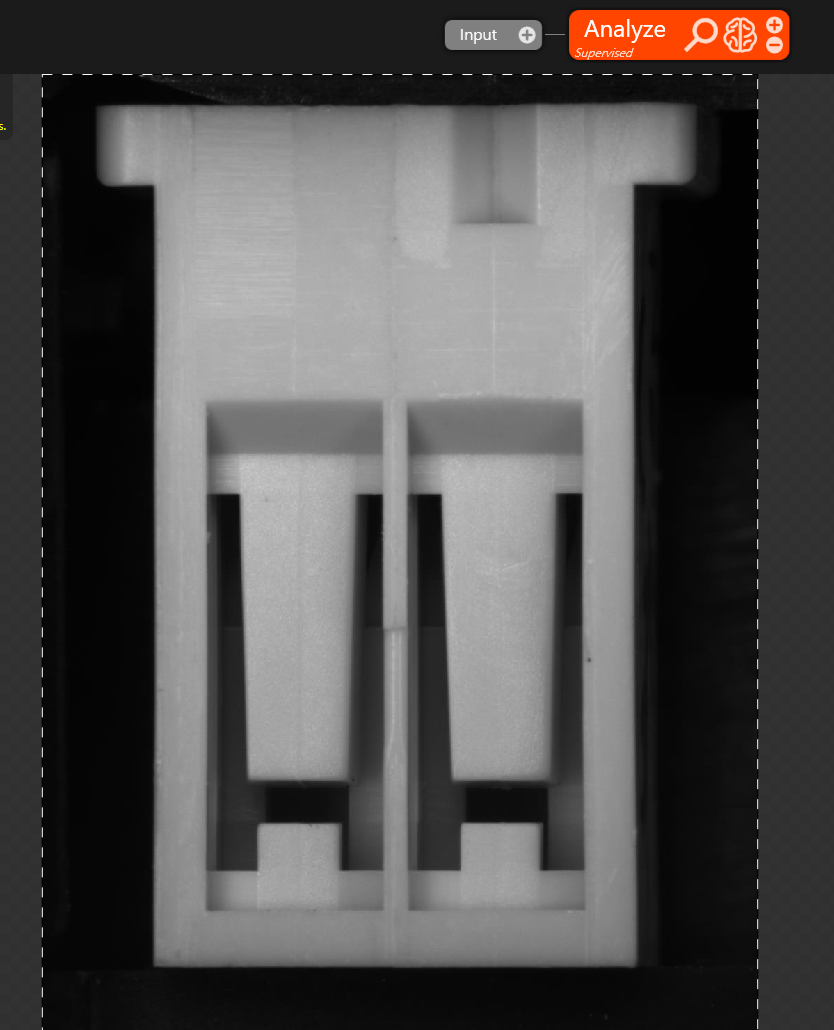 Input
Analyze
Supervised
s.